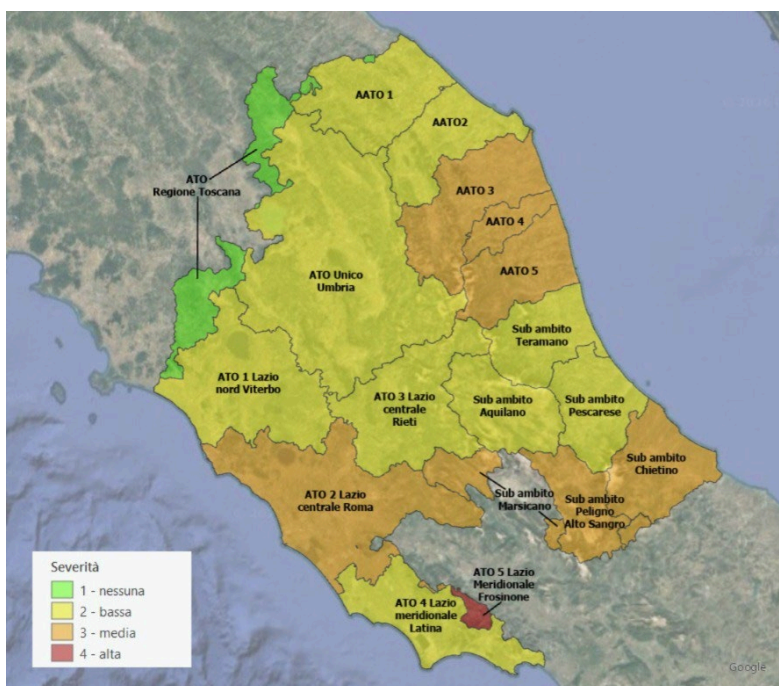 AATO 1
AATO2
ATO
Regione Toscana
AATO 3
AATO 4
AATO 5
ATO Unico
Umbria
Sub ambito
Teramano
ATO 1 Lazio
nord Viterbo
ATO 3 Lazio
centrale
Rieti
Sub ambito
Aquilano
Sub ambito
Pescarese
Sub ambito
Chietino
ATO 2 Lazio
centrale Roma
Sub ambito
Marsicano
Sub ambito
Peligno
Alto Sangro
ATO 5 Lazio
Meridionale
Frosinone
ATO 4 Lazio
meridionale
Latina
Severità
1 - nessuna
2 - bassa
3 - media
4 - alta
Google